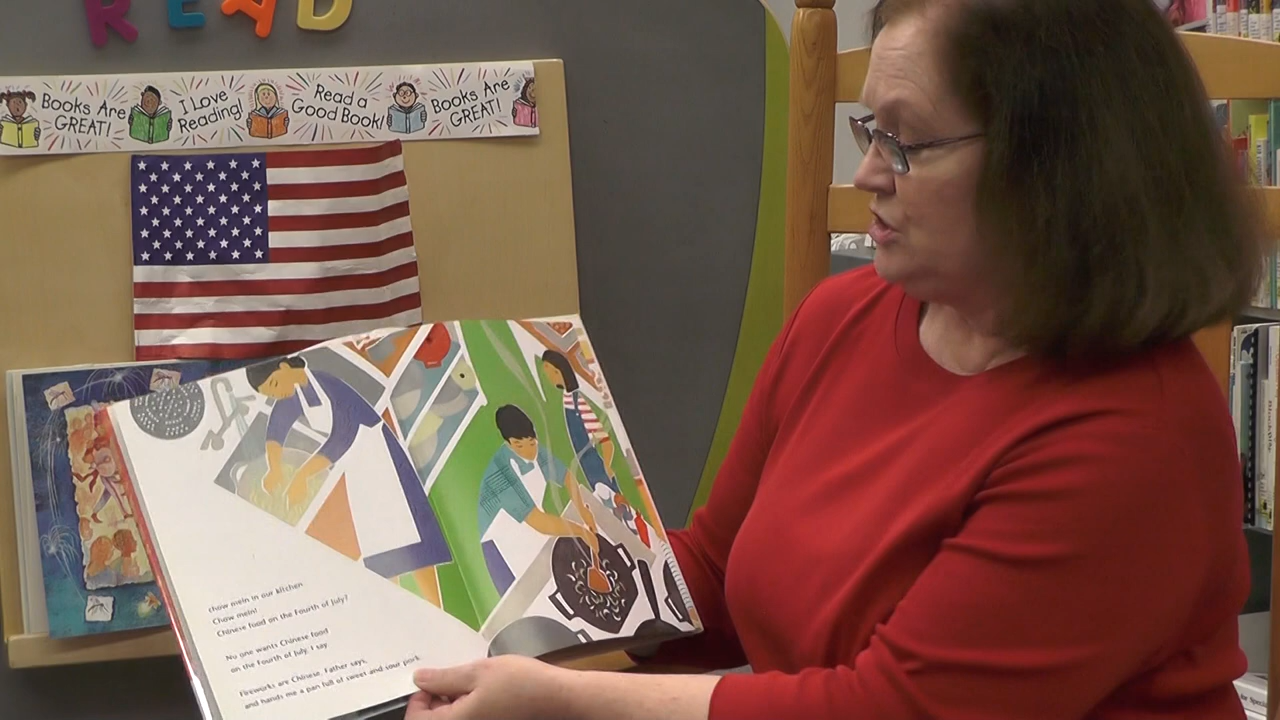 READ
Books Are GREAT!
I Love Reading!
Read a Good Book!
Books Are GREAT!
chow mein in our kitchen
Chow mein!
Chinese food on the Fourth of July?
No one wants Chinese food
on the Fourth of July, I say.
Fireworks are Chinese, Father says,
and hands me a pan full of sweet-and-sour pork.